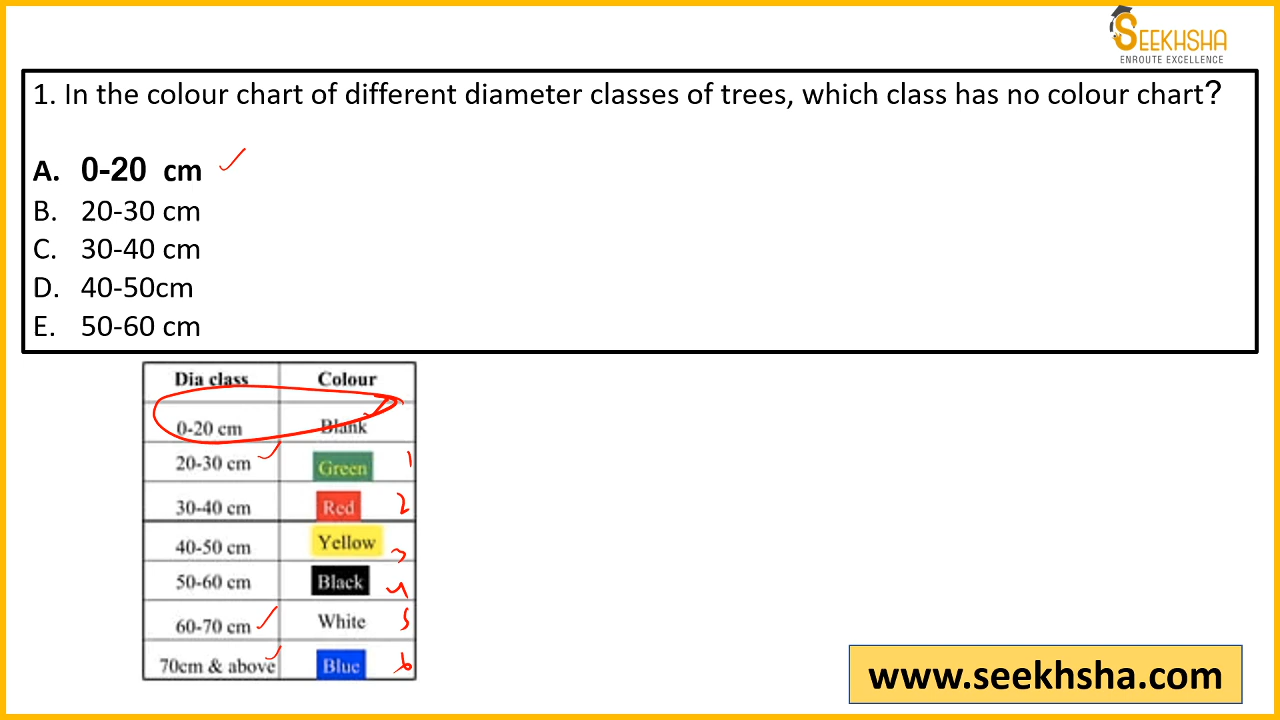 SEEKHSHA
ENROUTE EXCELLENCE
1. In the colour chart of different diameter classes of trees, which class has no colour chart?
A. 0-20 cm
B. 20-30 cm
C. 30-40 cm
D. 40-50cm
E. 50-60 cm
Dia class Colour
0-20 cm Blank
20-30 cm Green 1
30-40 cm Red 2
40-50 cm Yellow 3
50-60 cm Black 4
60-70 cm White 5
70cm & above Blue 6
www.seekhsha.com